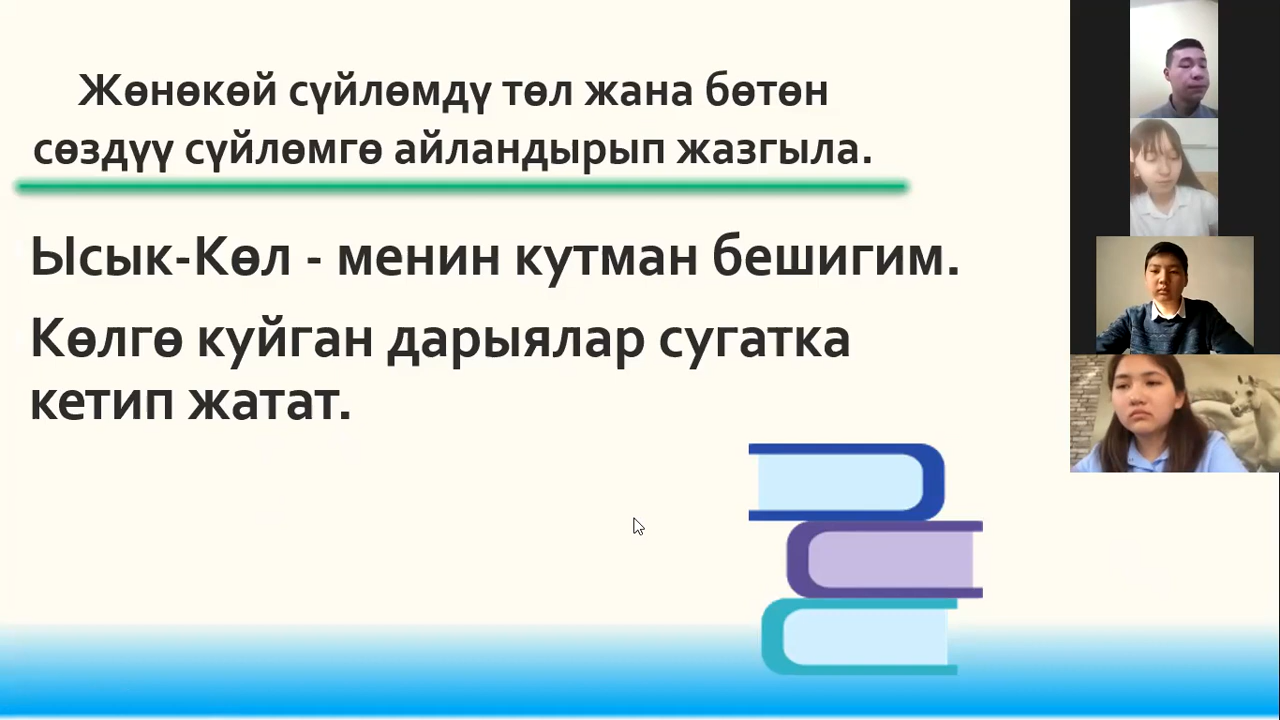 Жөнөкөй сүйлөмдү төл жана бөтөн
сөздүү сүйлөмгө айландырып жазгыла.
Ысык-Көл - менин кутман бешигим.
Көлгө куйган дарыялар сугатка
кетип жатат.